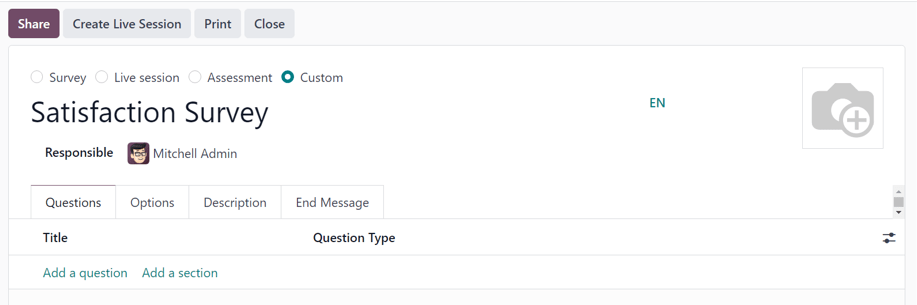 Share Create Live Session Print Close
Survey Live session Assessment Custom
Satisfaction Survey EN
Responsible Mitchell Admin
Questions Options Description End Message
Title Question Type
Add a question Add a section